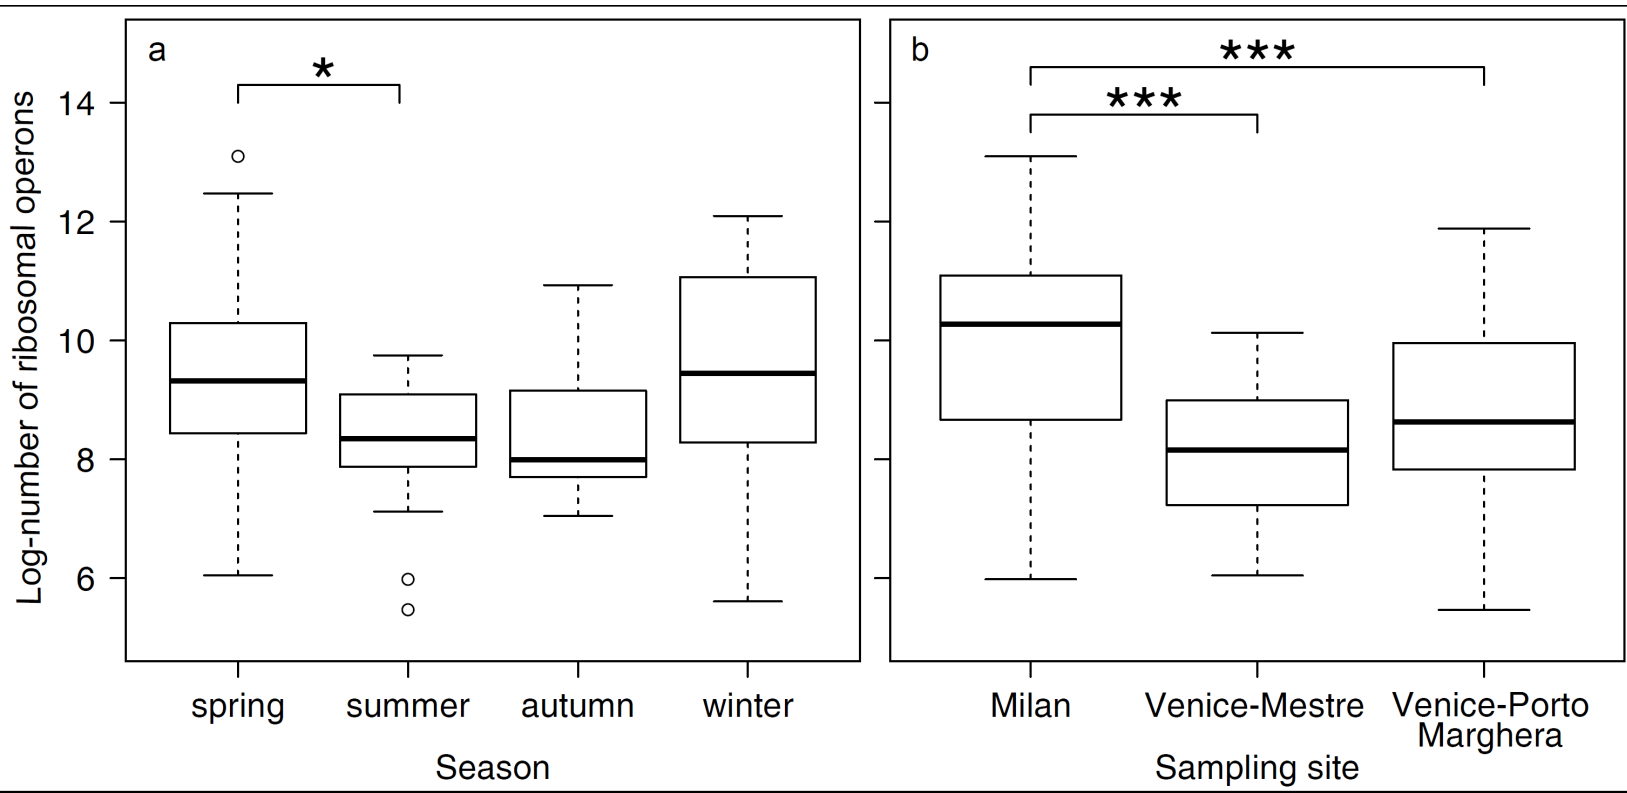 a
*
Log-number of ribosomal operons
14
12
10
8
6
spring summer autumn winter
Season
b
***
***
Milan Venice-Mestre Venice-Porto
Marghera
Sampling site